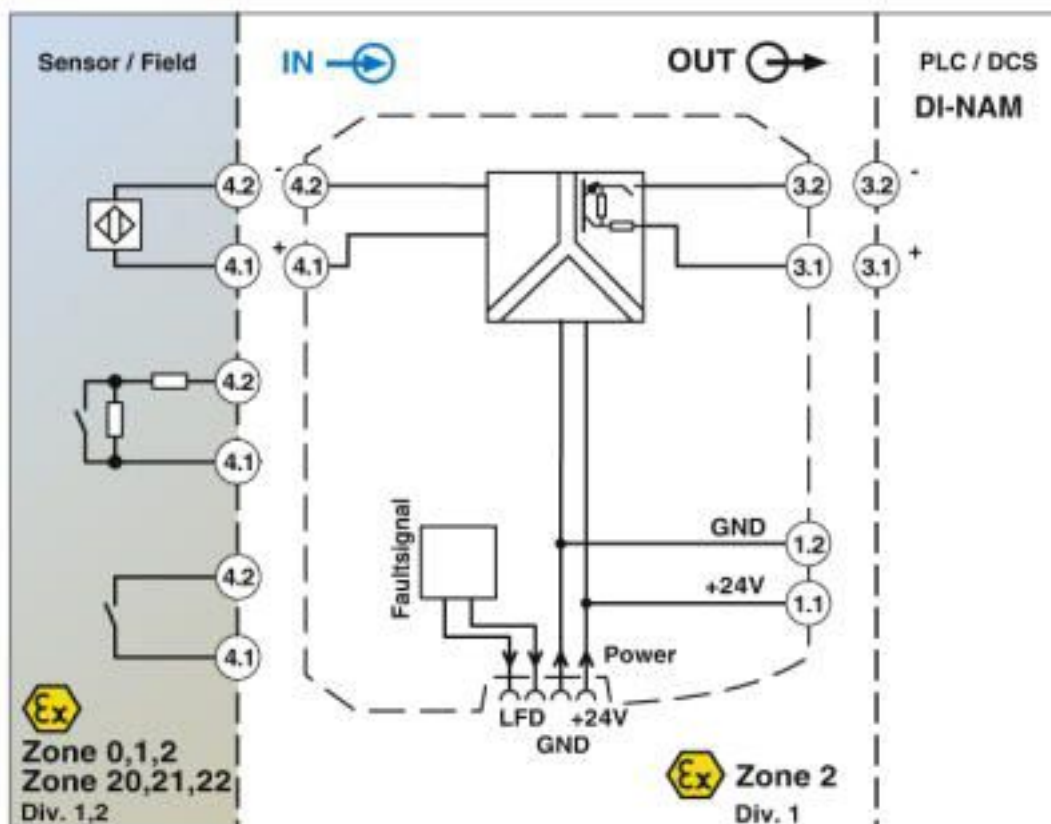 Sensor / Field
IN
OUT
PLC / DCS
DI-NAM
4.2
-
4.2
3.2
3.2
-
4.1
+
4.1
3.1
3.1
+
4.2
4.1
Faultsignal
GND
1.2
4.2
+24V
1.1
4.1
Power
LFD
+24V
GND
Ex
Zone 0,1,2
Zone 20,21,22
Div. 1,2
Ex
Zone 2
Div. 1